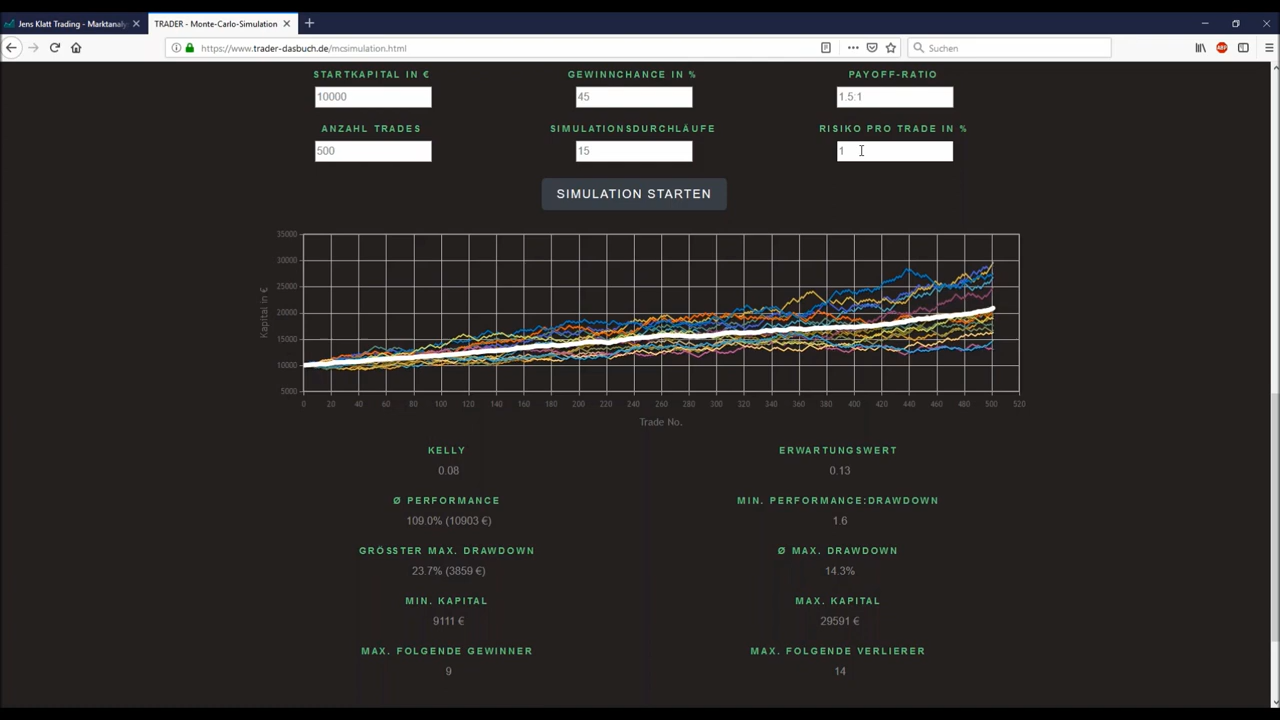 Jens Klatt Trading - Marktanaly
TRADER - Monte-Carlo-Simulation
https://www.trader-dasbuch.de/mcsimulation.html
Suchen
ABP
STARTKAPITAL IN € GEWINNCHANCE IN % PAYOFF-RATIO
10000 45 1.5:1
ANZAHL TRADES SIMULATIONSDURCHLÄUFE RISIKO PRO TRADE IN %
500 15 1
SIMULATION STARTEN
35000
30000
25000
20000
15000
10000
5000
Kapital in €
0 20 40 60 80 100 120 140 160 180 200 220 240 260 280 300 320 340 360 380 400 420 440 460 480 500 520
Trade No.
KELLY ERWARTUNGSWERT
0.08 0.13
Ø PERFORMANCE MIN. PERFORMANCE:DRAWDOWN
109.0% (10903 €) 1.6
GRÖSSTER MAX. DRAWDOWN Ø MAX. DRAWDOWN
23.7% (3859 €) 14.3%
MIN. KAPITAL MAX. KAPITAL
9111 € 29591 €
MAX. FOLGENDE GEWINNER MAX. FOLGENDE VERLIERER
9 14